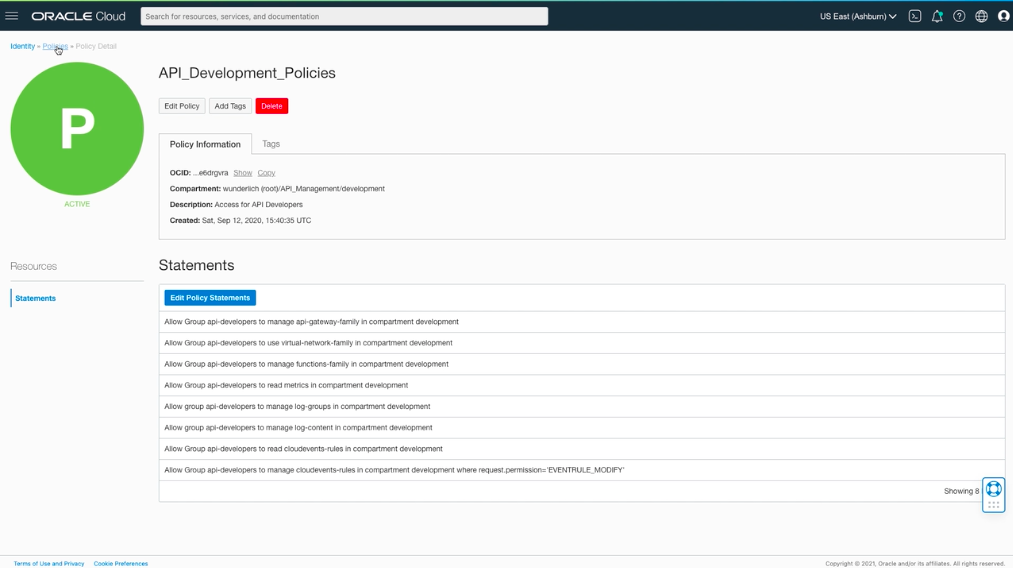 ORACLE Cloud
Search for resources, services, and documentation
US East (Ashburn)
Identity » Policies » Policy Detail
P
ACTIVE
API_Development_Policies
Edit Policy
Add Tags
Delete
Policy Information
Tags
OCID: ...e6drgvra Show Copy
Compartment: wunderlich (root)/API_Management/development
Description: Access for API Developers
Created: Sat, Sep 12, 2020, 15:40:35 UTC
Resources
Statements
Statements
Edit Policy Statements
Allow Group api-developers to manage api-gateway-family in compartment development
Allow Group api-developers to use virtual-network-family in compartment development
Allow Group api-developers to manage functions-family in compartment development
Allow Group api-developers to read metrics in compartment development
Allow group api-developers to manage log-groups in compartment development
Allow group api-developers to manage log-content in compartment development
Allow Group api-developers to read cloudevents-rules in compartment development
Allow Group api-developers to manage cloudevents-rules in compartment development where request.permission='EVENTRULE_MODIFY'
Showing 8
Terms of Use and Privacy
Cookie Preferences
Copyright © 2021, Oracle and/or its affiliates. All rights reserved.